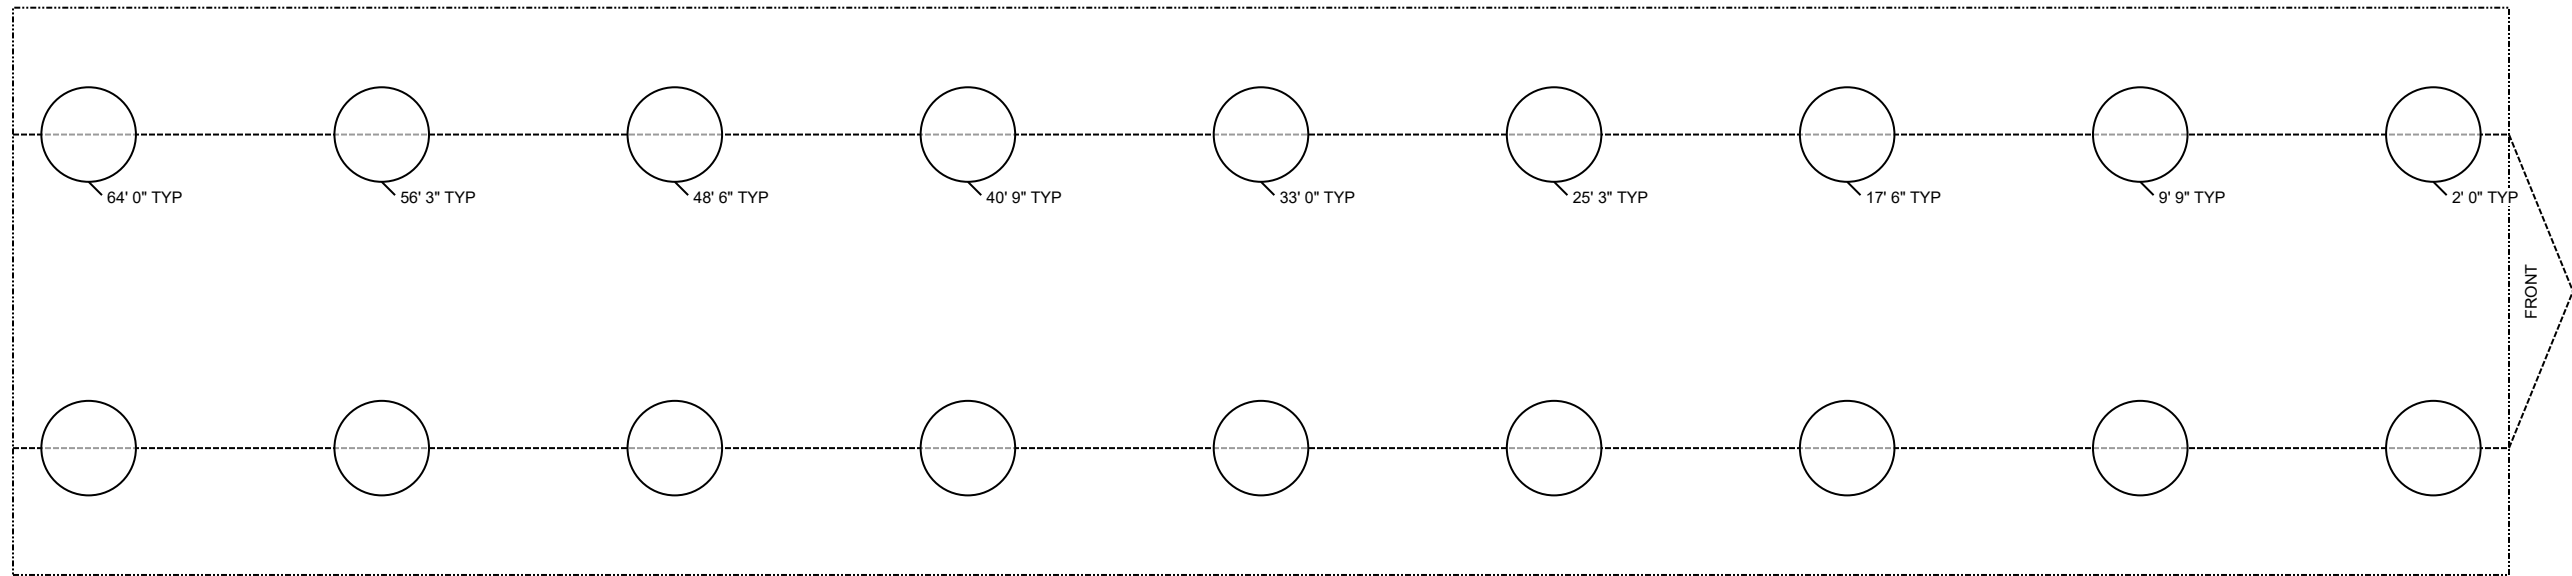 64' 0" TYP
56' 3" TYP
48' 6" TYP
40' 9" TYP
33' 0" TYP
25' 3" TYP
17' 6" TYP
9' 9" TYP
2' 0" TYP
FRONT